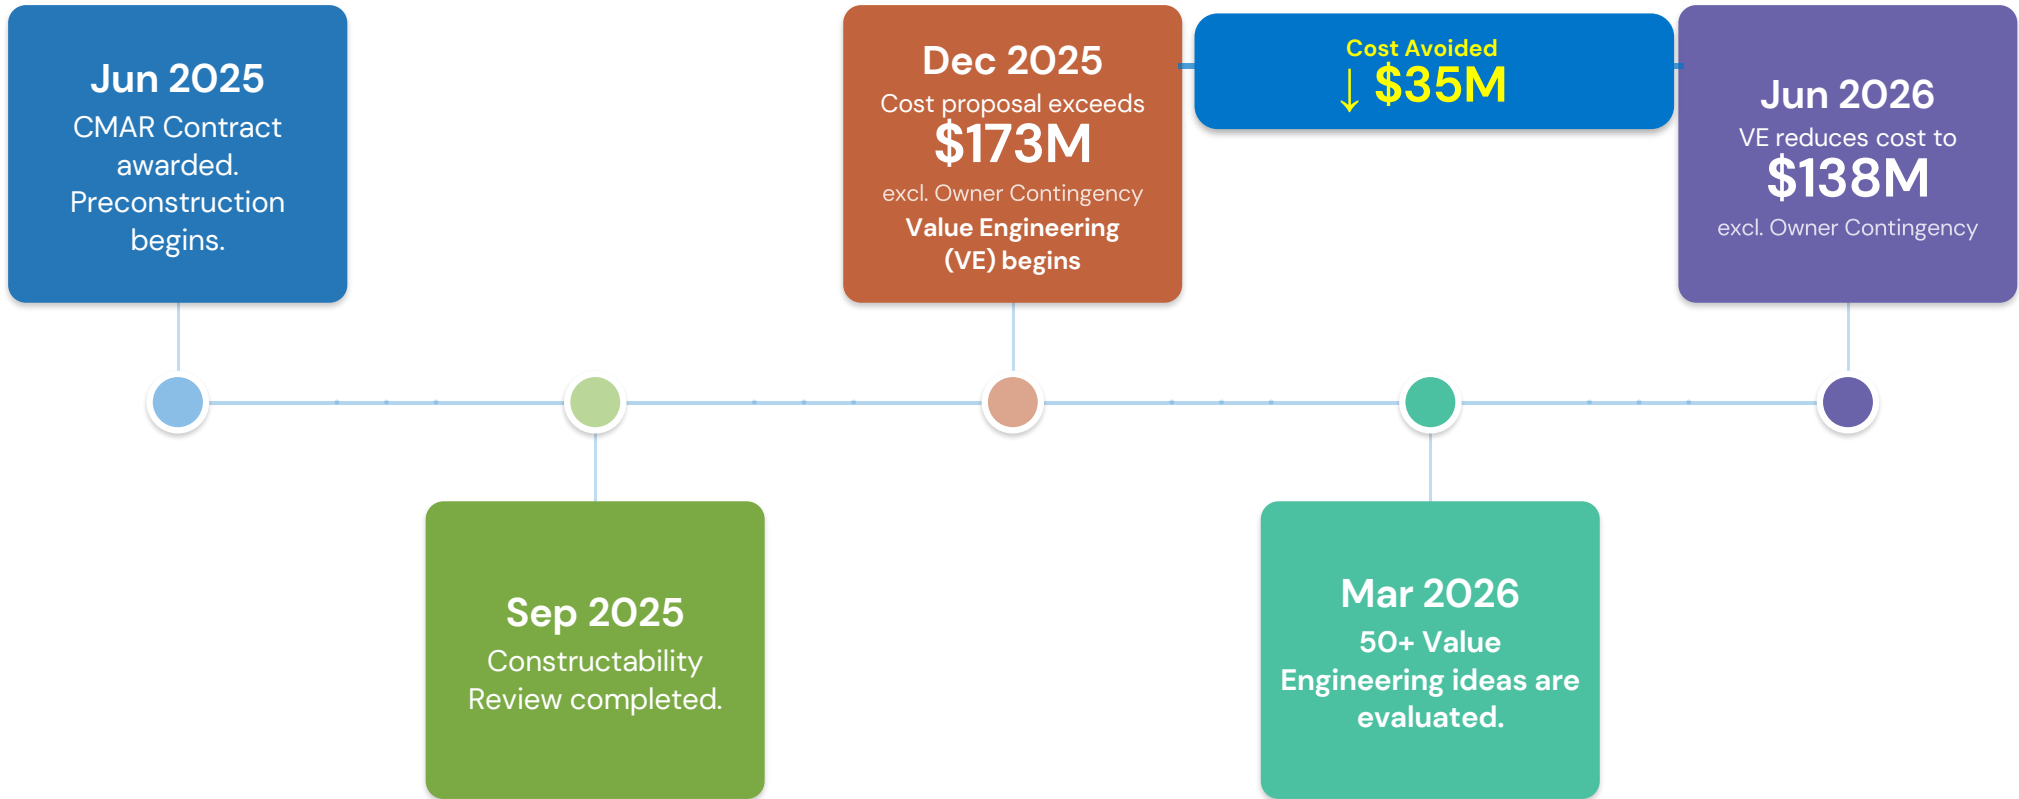 Jun 2025
CMAR Contract
awarded.
Preconstruction
begins.
Dec 2025
Cost proposal exceeds
$173M
excl. Owner Contingency
Value Engineering
(VE) begins
Cost Avoided
↓ $35M
Jun 2026
VE reduces cost to
$138M
excl. Owner Contingency
Sep 2025
Constructability
Review completed.
Mar 2026
50+ Value
Engineering ideas are
evaluated.